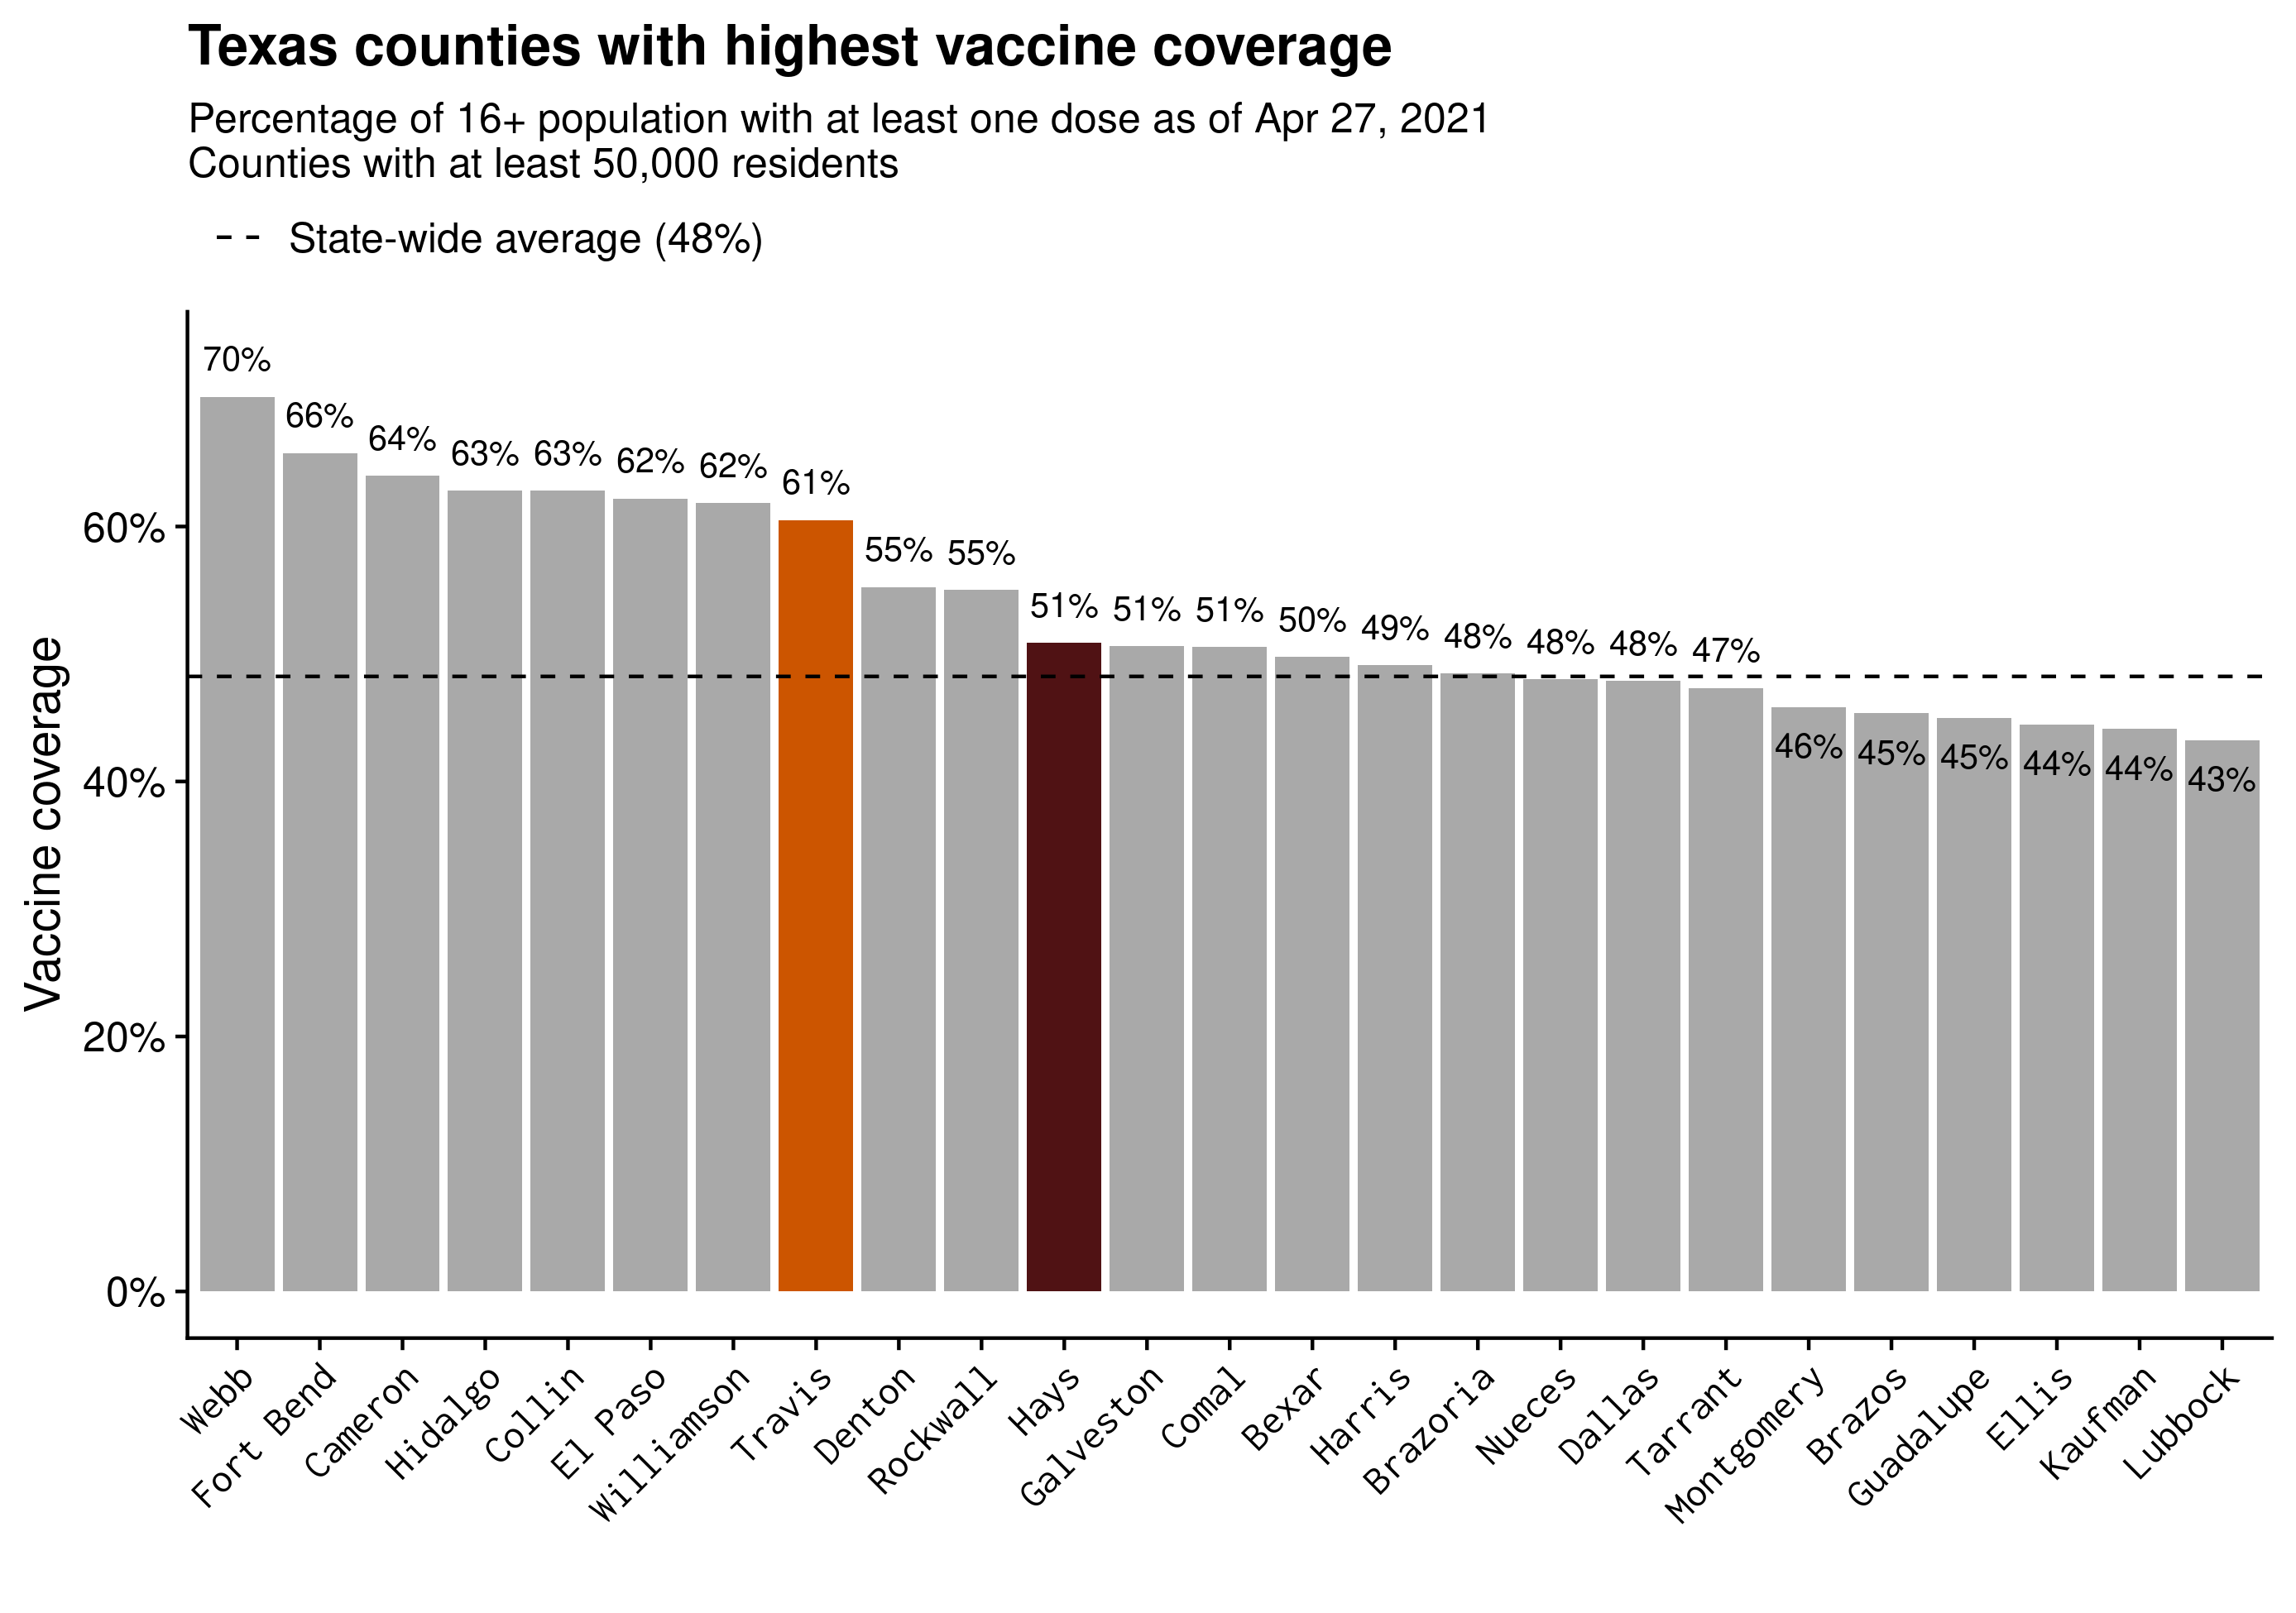 Texas counties with highest vaccine coverage
Percentage of 16+ population with at least one dose as of Apr 27, 2021
Counties with at least 50,000 residents
State-wide average (48%)
Vaccine coverage
60%
40%
20%
0%
70%
66%
64%
63%
63%
62%
62%
61%
55%
55%
51%
51%
51%
50%
49%
48%
48%
48%
47%
46%
45%
45%
44%
44%
43%
Webb
Fort Bend
Cameron
Hidalgo
Collin
El Paso
Williamson
Travis
Denton
Rockwall
Hays
Galveston
Comal
Bexar
Harris
Brazoria
Nueces
Dallas
Tarrant
Montgomery
Brazos
Guadalupe
Ellis
Kaufman
Lubbock